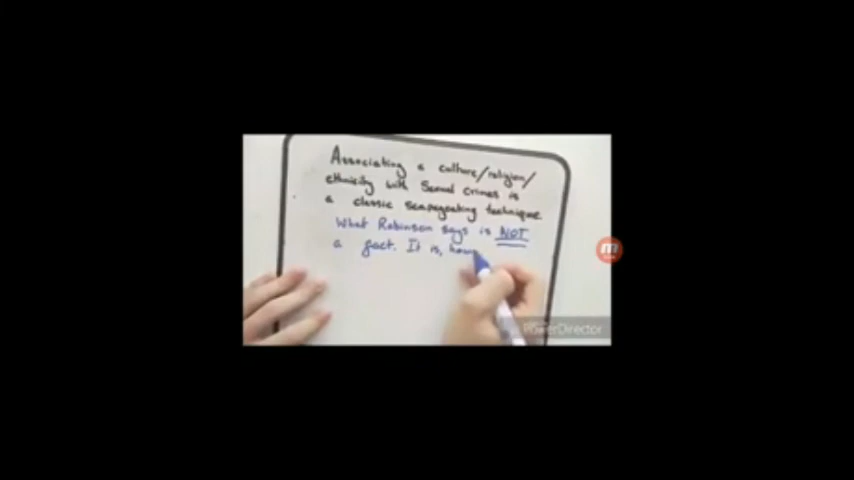 Associating a culture/religion/
ethnicity with Sexual Crimes is
a classic scapegoating technique
What Robinson says is NOT
a fact. It is, how
PowerDirector